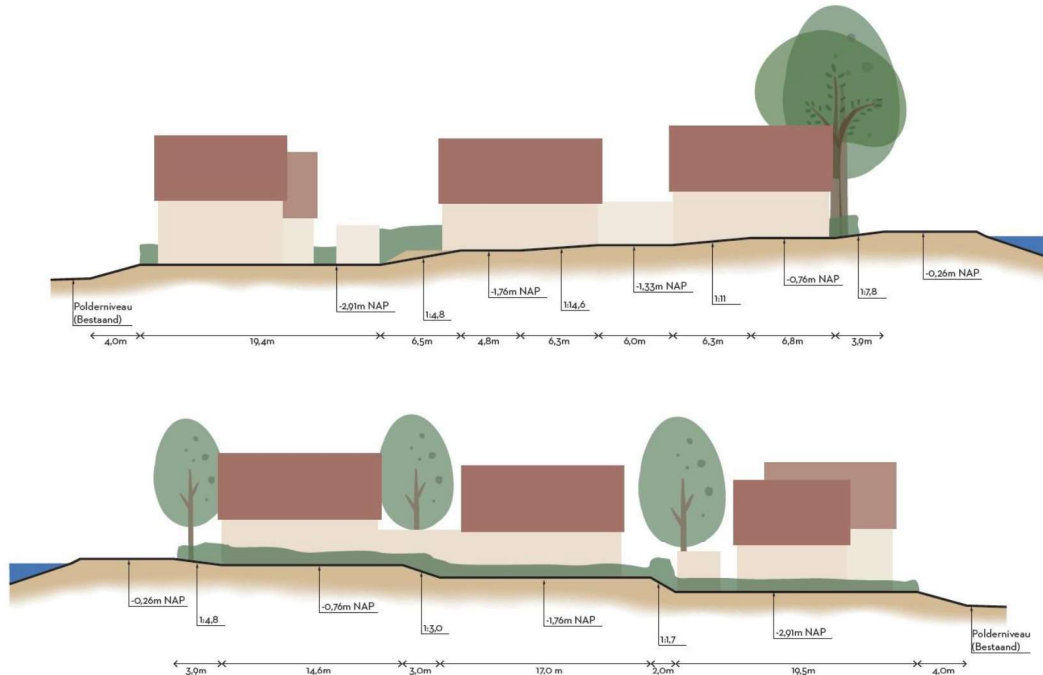 Polderniveau
(Bestaand)
-2,91m NAP
1:4,8
-1,76m NAP
1:14,6
-1,33m NAP
1:11
-0,76m NAP
1:7,8
-0,26m NAP
4,0m
19,4m
6,5m
4,8m
6,3m
6,0m
6,3m
6,8m
3,9m
-0,26m NAP
1:4,8
-0,76m NAP
1:3,0
-1,76m NAP
1:1,7
-2,91m NAP
Polderniveau
(Bestaand)
3,9m
14,6m
3,0m
17,0 m
2,0m
19,5m
4,0m